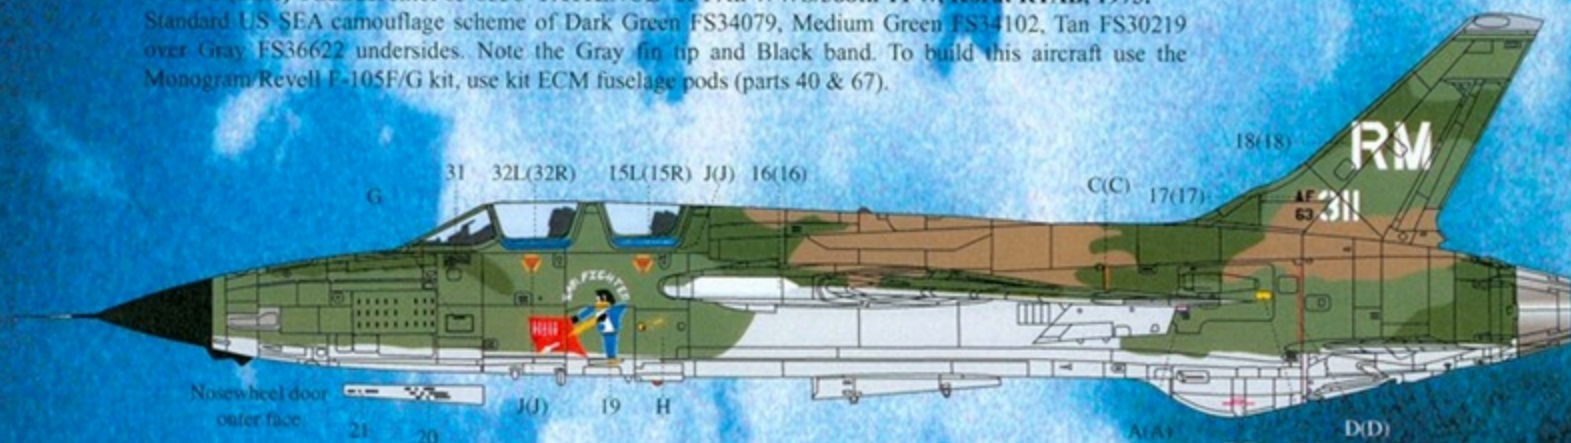 Standard US SEA camouflage scheme of Dark Green FS34079, Medium Green FS34102, Tan FS30219
over Gray FS36622 undersides. Note the Gray fin tip and Black band. To build this aircraft use the
Monogram/Revell F-105F/G kit, use kit ECM fuselage pods (parts 40 & 67).
RM
18(18)
31 32L(32R) 15L(15R) J(J) 16(16)
C(C) 17(17)
G
AF
63 311
SAM FIGHTER
Nosewheel door
outer face
J(J) 19 H
21 20
A(A) D(D)